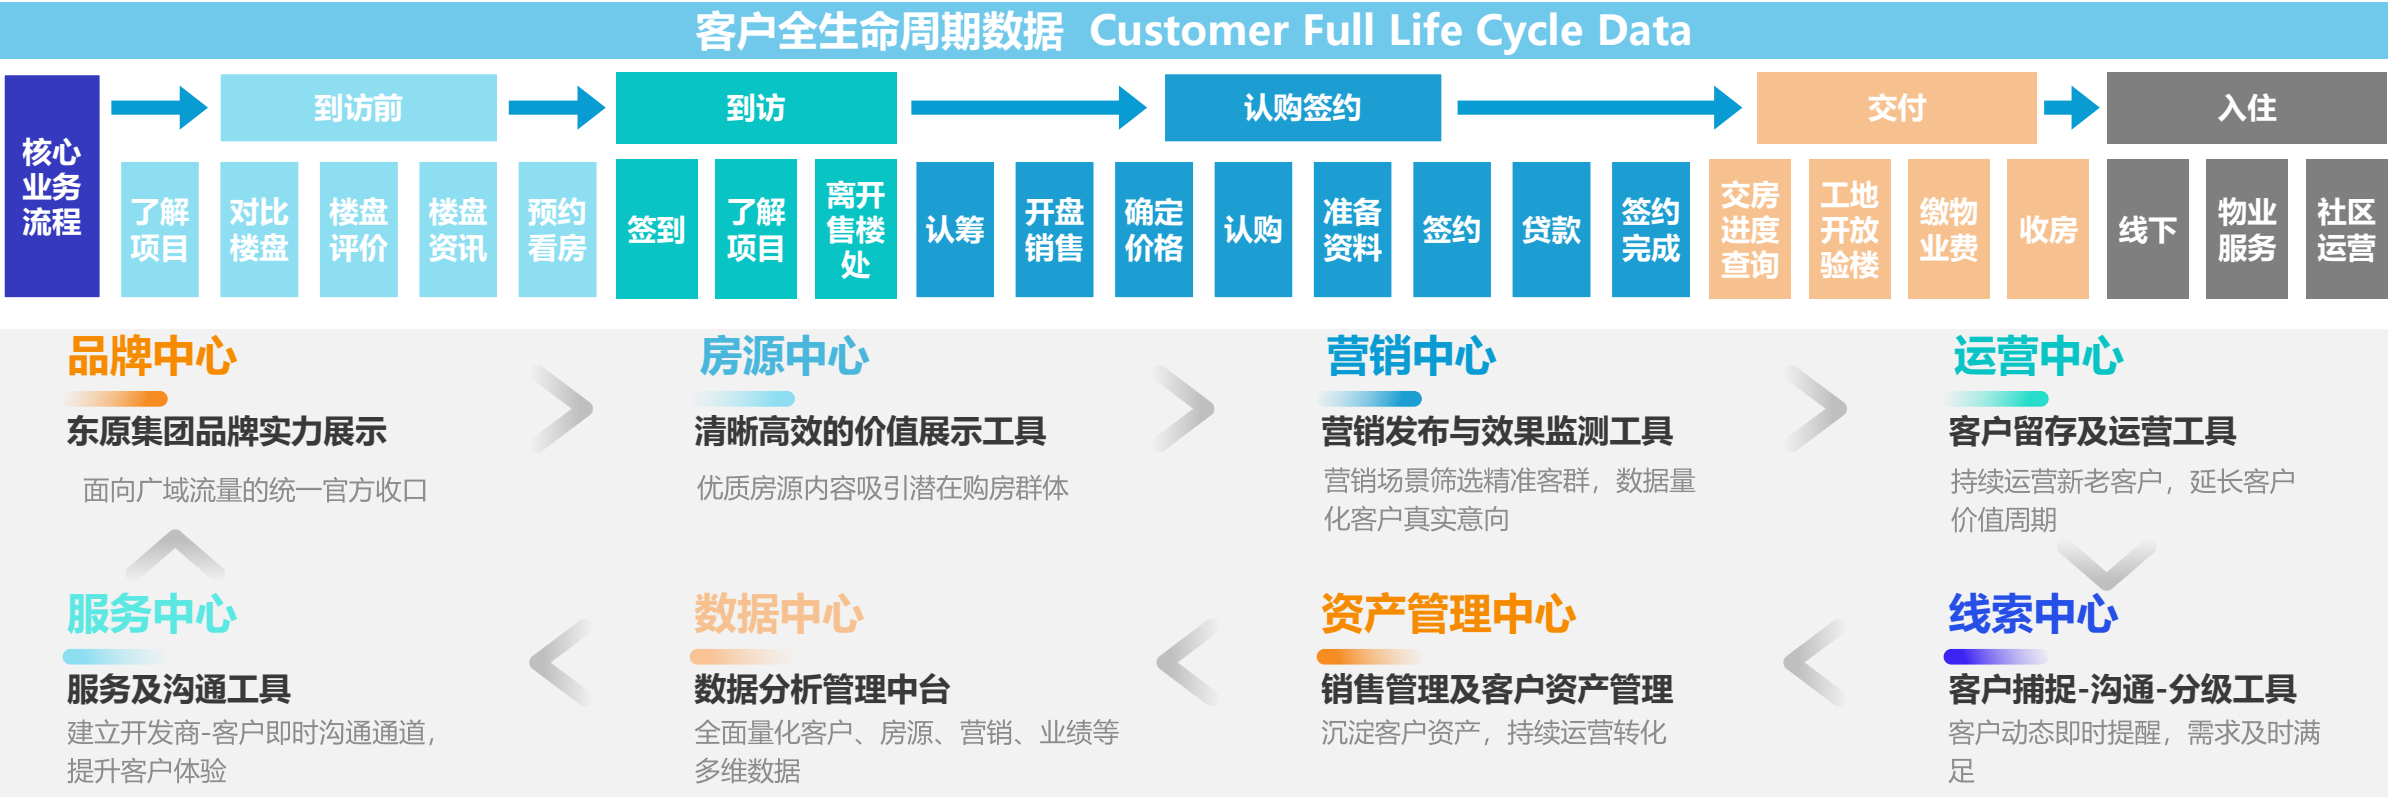 客户全生命周期数据 Customer Full Life Cycle Data
核心
业务
流程
到访前
到访
认购签约
交付
入住
了解
项目
对比
楼盘
楼盘
评价
楼盘
资讯
预约
看房
签到
了解
项目
离开
售楼
处
认筹
开盘
销售
确定
价格
认购
准备
资料
签约
贷款
签约
完成
交房
进度
查询
工地
开放
验楼
缴物
业费
收房
线下
物业
服务
社区
运营
品牌中心
东原集团品牌实力展示
面向广域流量的统一官方收口
房源中心
清晰高效的价值展示工具
优质房源内容吸引潜在购房群体
营销中心
营销发布与效果监测工具
营销场景筛选精准客群，数据量
化客户真实意向
运营中心
客户留存及运营工具
持续运营新老客户，延长客户
价值周期
服务中心
服务及沟通工具
建立开发商-客户即时沟通通道，
提升客户体验
数据中心
数据分析管理中台
全面量化客户、房源、营销、业绩等
多维数据
资产管理中心
销售管理及客户资产管理
沉淀客户资产，持续运营转化
线索中心
客户捕捉-沟通-分级工具
客户动态即时提醒，需求及时满
足